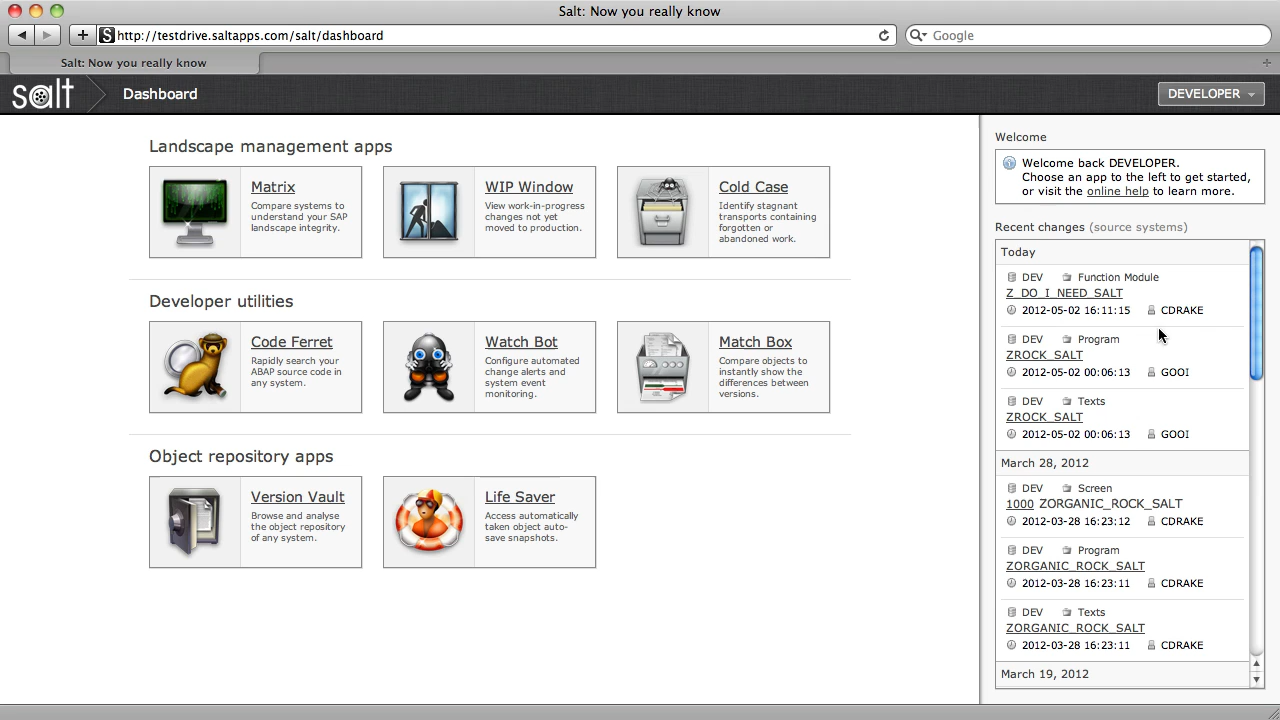 Salt: Now you really know
http://testdrive.saltapps.com/salt/dashboard
Google
Salt: Now you really know
salt
Dashboard
DEVELOPER
Landscape management apps
Matrix
Compare systems to
understand your SAP
landscape integrity.
WIP Window
View work-in-progress
changes not yet
moved to production.
Cold Case
Identify stagnant
transports containing
forgotten or
abandoned work.
Developer utilities
Code Ferret
Rapidly search your
ABAP source code in
any system.
Watch Bot
Configure automated
change alerts and
system event
monitoring.
Match Box
Compare objects to
instantly show the
differences between
versions.
Object repository apps
Version Vault
Browse and analyse
the object repository
of any system.
Life Saver
Access automatically
taken object auto-
save snapshots.
Welcome
Welcome back DEVELOPER.
Choose an app to the left to get started,
or visit the online help to learn more.
Recent changes (source systems)
Today
DEV Function Module
Z_DO_I_NEED_SALT
2012-05-02 16:11:15 CDRAKE
DEV Program
ZROCK_SALT
2012-05-02 00:06:13 GOOI
DEV Texts
ZROCK_SALT
2012-05-02 00:06:13 GOOI
March 28, 2012
DEV Screen
1000 ZORGANIC_ROCK_SALT
2012-03-28 16:23:12 CDRAKE
DEV Program
ZORGANIC_ROCK_SALT
2012-03-28 16:23:11 CDRAKE
DEV Texts
ZORGANIC_ROCK_SALT
2012-03-28 16:23:11 CDRAKE
March 19, 2012